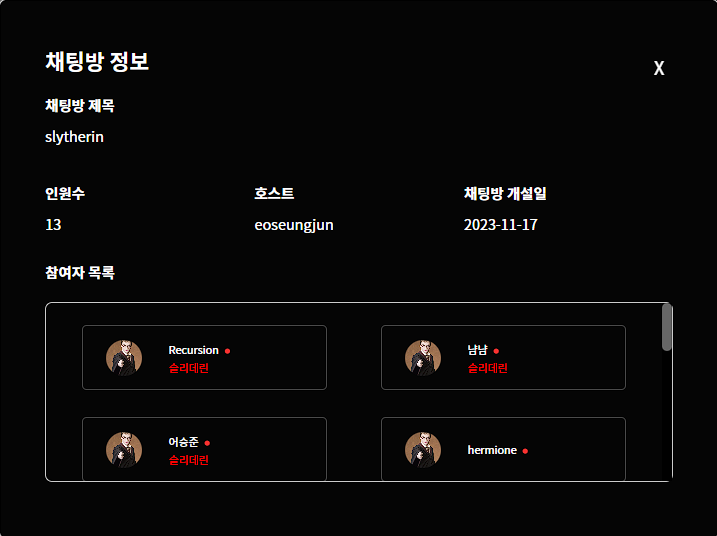 채팅방 정보
X
채팅방 제목
slytherin
인원수 호스트 채팅방 개설일
13 eoseungjun 2023-11-17
참여자 목록
Recursion 냠냠
슬리데린 슬리데린
어승준 hermione
슬리데린